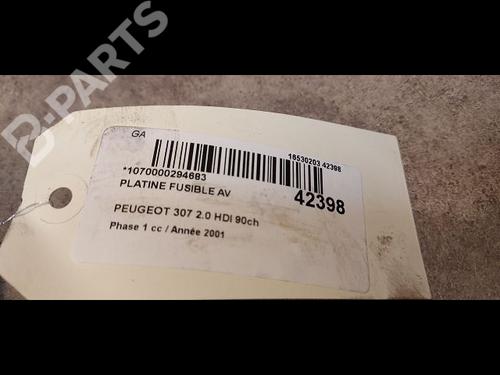 B-PARTS
GA
16530203 42398
*1070000294683
PLATINE FUSIBLE AV
42398
PEUGEOT 307 2.0 HDI 90ch
Phase 1 cc / Année 2001